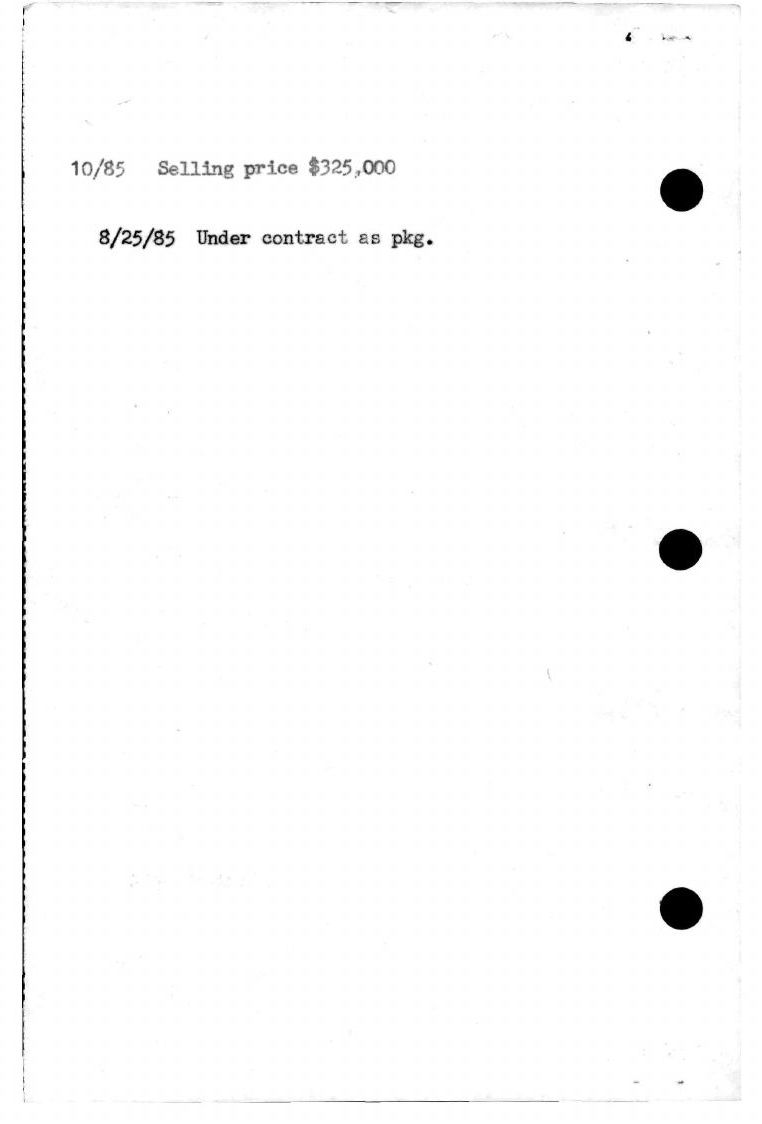 10/85 Selling price $325,000
8/25/85 Under contract as pkg.